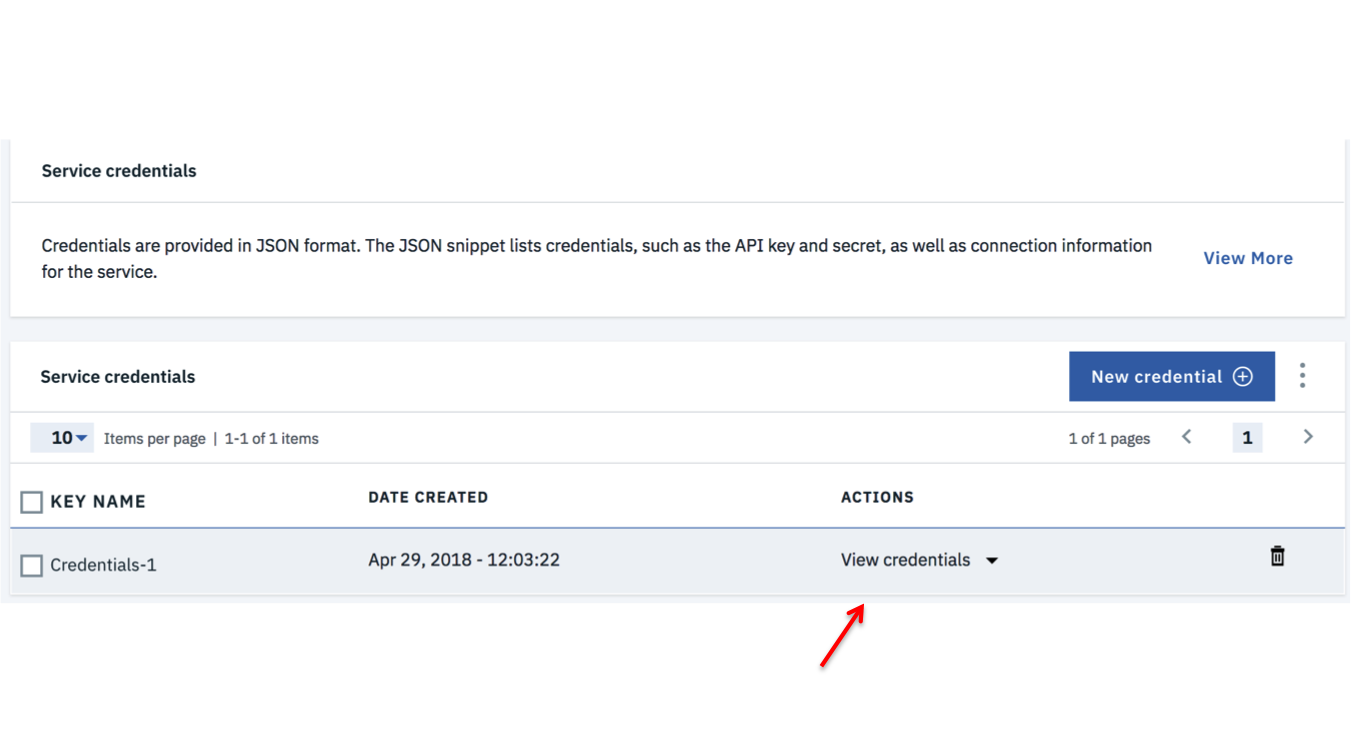 Service credentials
Credentials are provided in JSON format. The JSON snippet lists credentials, such as the API key and secret, as well as connection information
for the service.
View More
Service credentials
New credential
10 Items per page | 1-1 of 1 items
1 of 1 pages
1
KEY NAME
DATE CREATED
ACTIONS
Credentials-1
Apr 29, 2018 - 12:03:22
View credentials